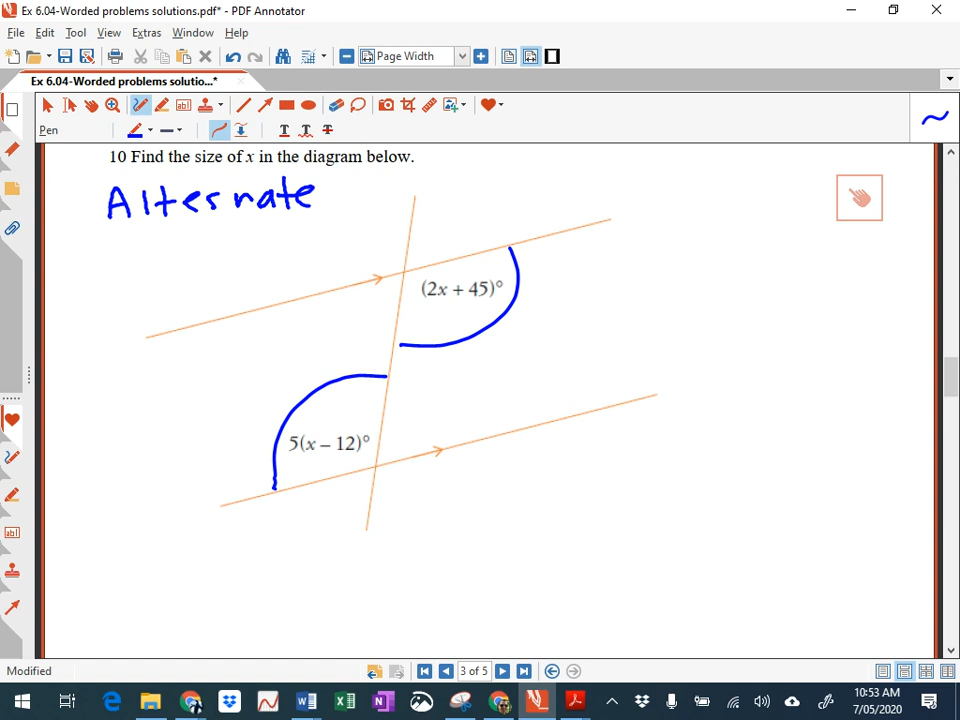 Ex 6.04-Worded problems solutions.pdf* - PDF Annotator
File Edit Tool View Extras Window Help
Page Width
Ex 6.04-Worded problems solutio...*
Pen
10 Find the size of x in the diagram below.
Alternate
(2x + 45)°
5(x – 12)°
Modified
3 of 5
10:53 AM
7/05/2020